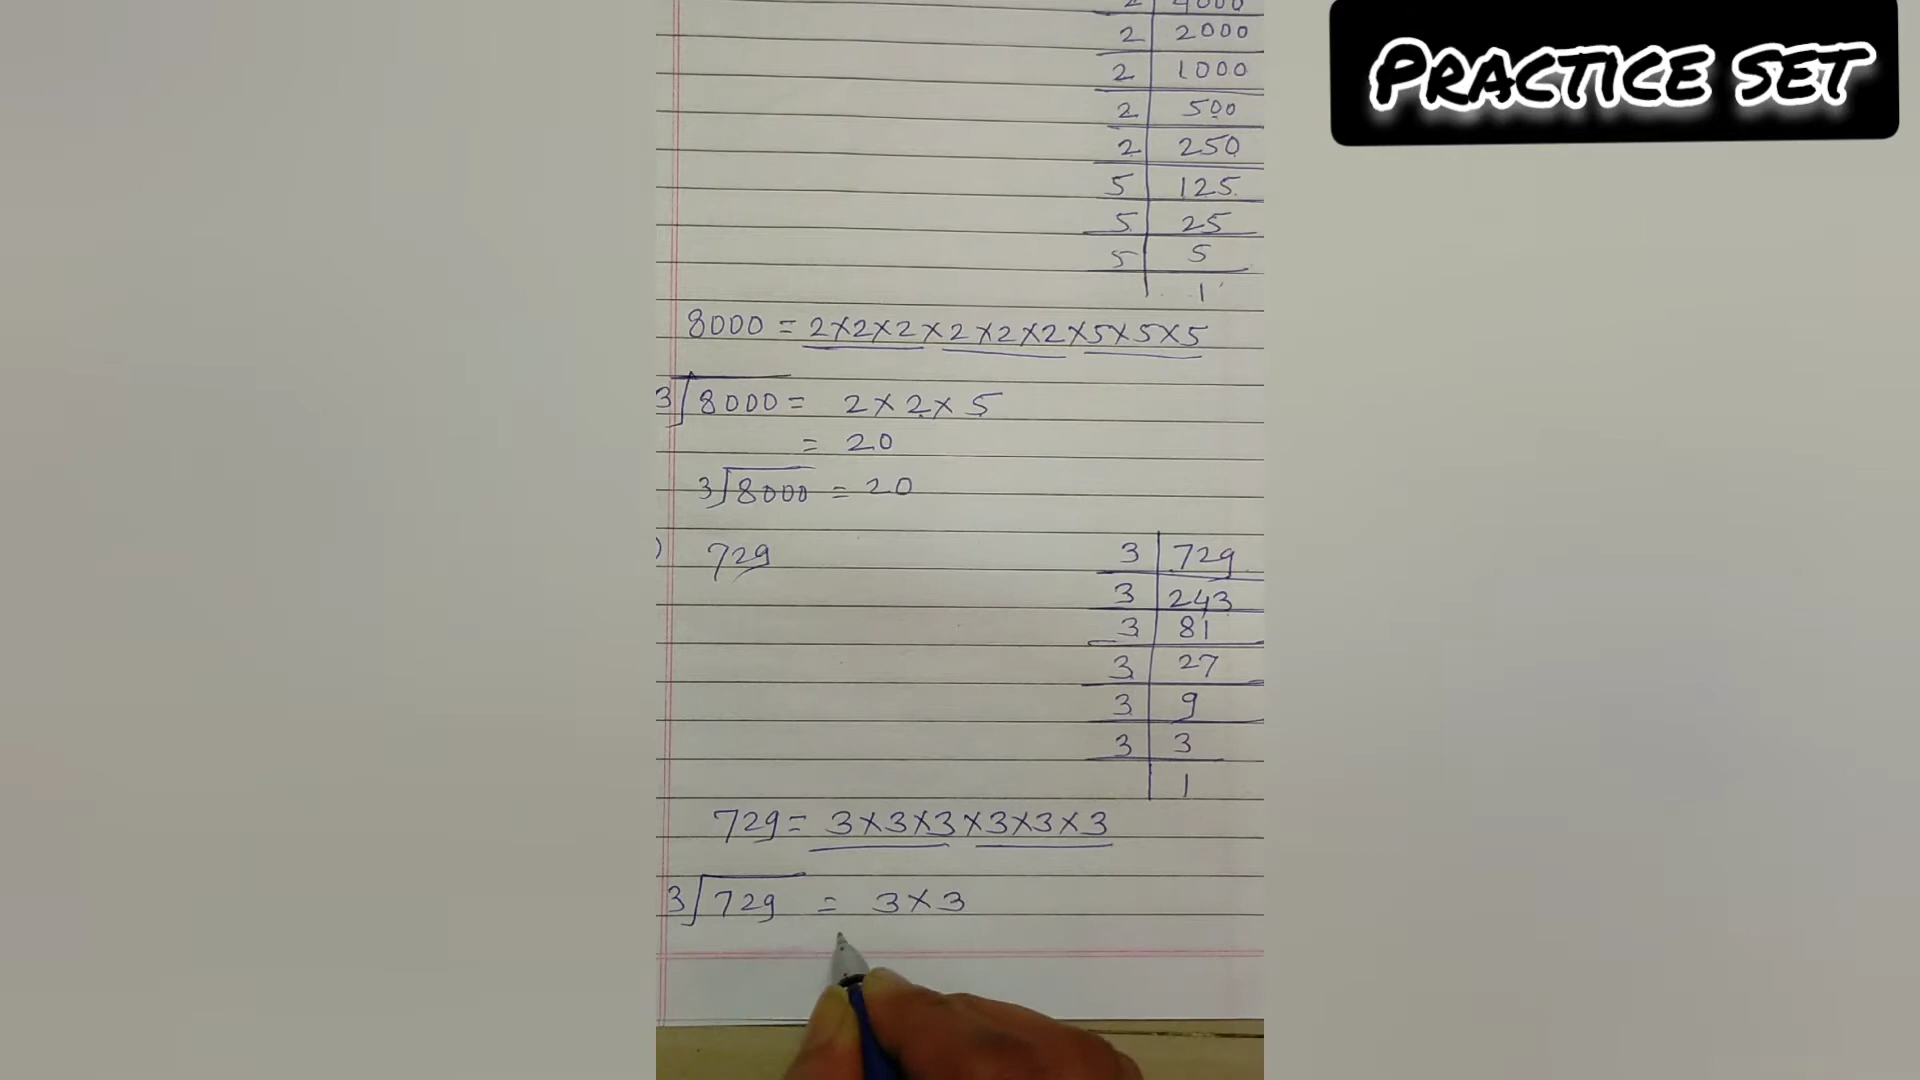 PRACTICE SET
2 | 4000
2 | 2000
2 | 1000
2 | 500
2 | 250
5 | 125
5 | 25
5 | 5
1
8000 = 2×2×2×2×2×2×5×5×5
3√8000 = 2×2×5
= 20
3√8000 = 20
) 729
3 | 729
3 | 243
3 | 81
3 | 27
3 | 9
3 | 3
1
729 = 3×3×3×3×3×3
3√729 = 3×3